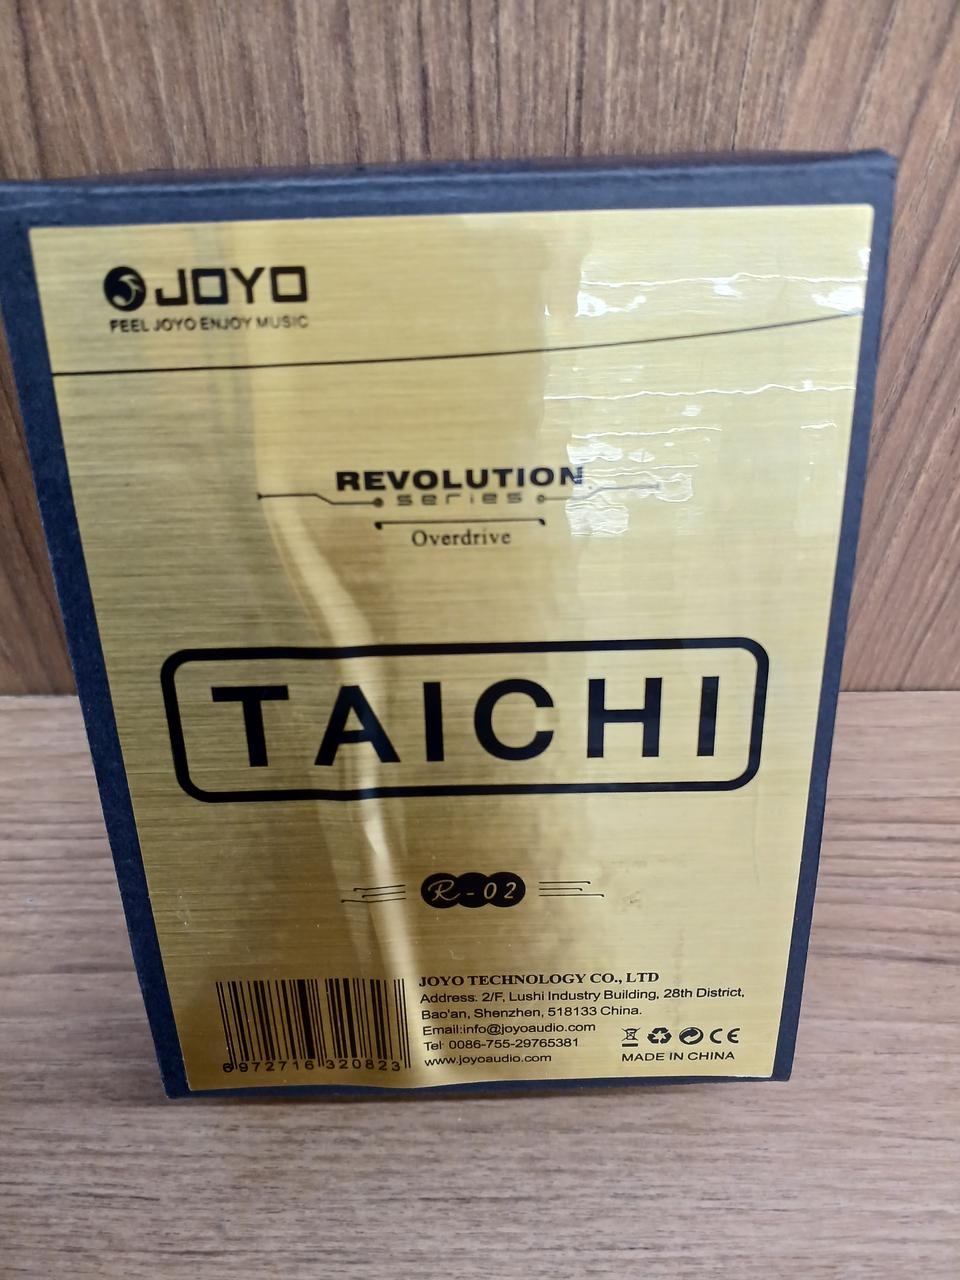 JOYO
FEEL JOYO ENJOY MUSIC
REVOLUTION
series
Overdrive
TAICHI
R-02
JOYO TECHNOLOGY CO., LTD
Address: 2/F, Lushi Industry Building, 28th District,
Bao'an, Shenzhen, 518133 China.
Email:info@joyoaudio.com
Tel: 0086-755-29765381
www.joyoaudio.com
6972716320823
CE
MADE IN CHINA